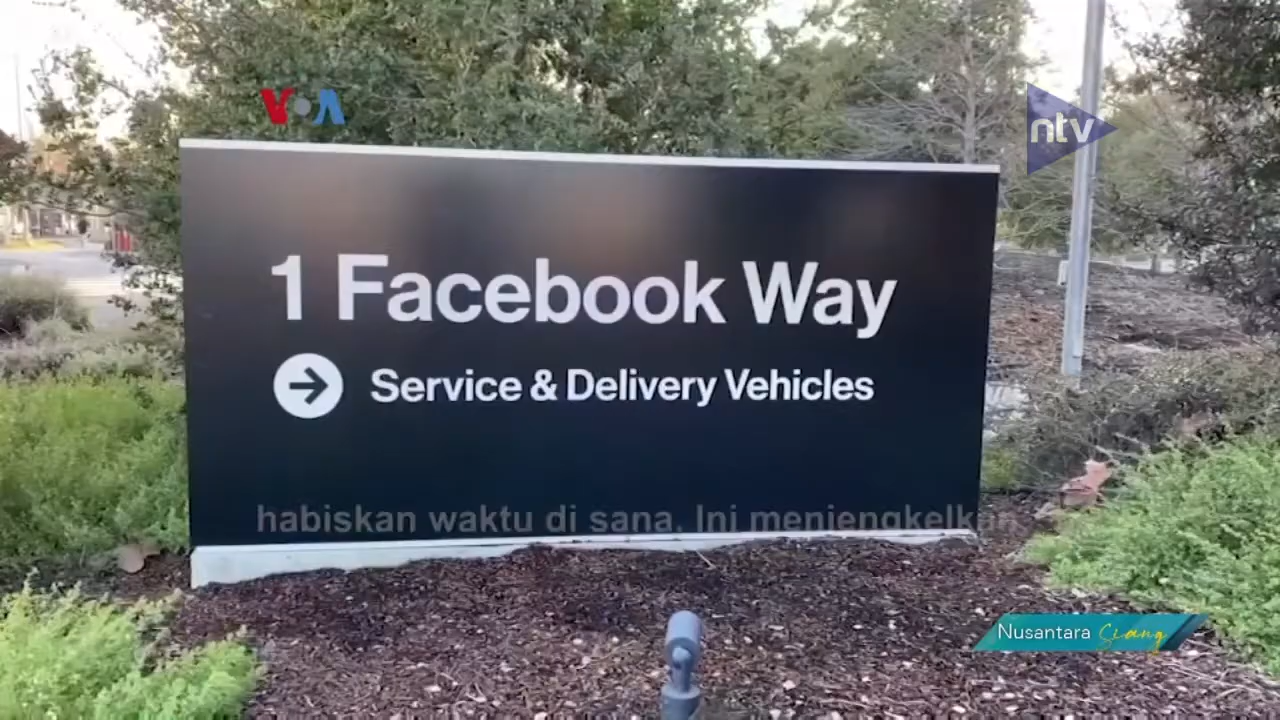 VOA
ntv
1 Facebook Way
Service & Delivery Vehicles
habiskan waktu di sana. Ini menjengkelkan
Nusantara Siang